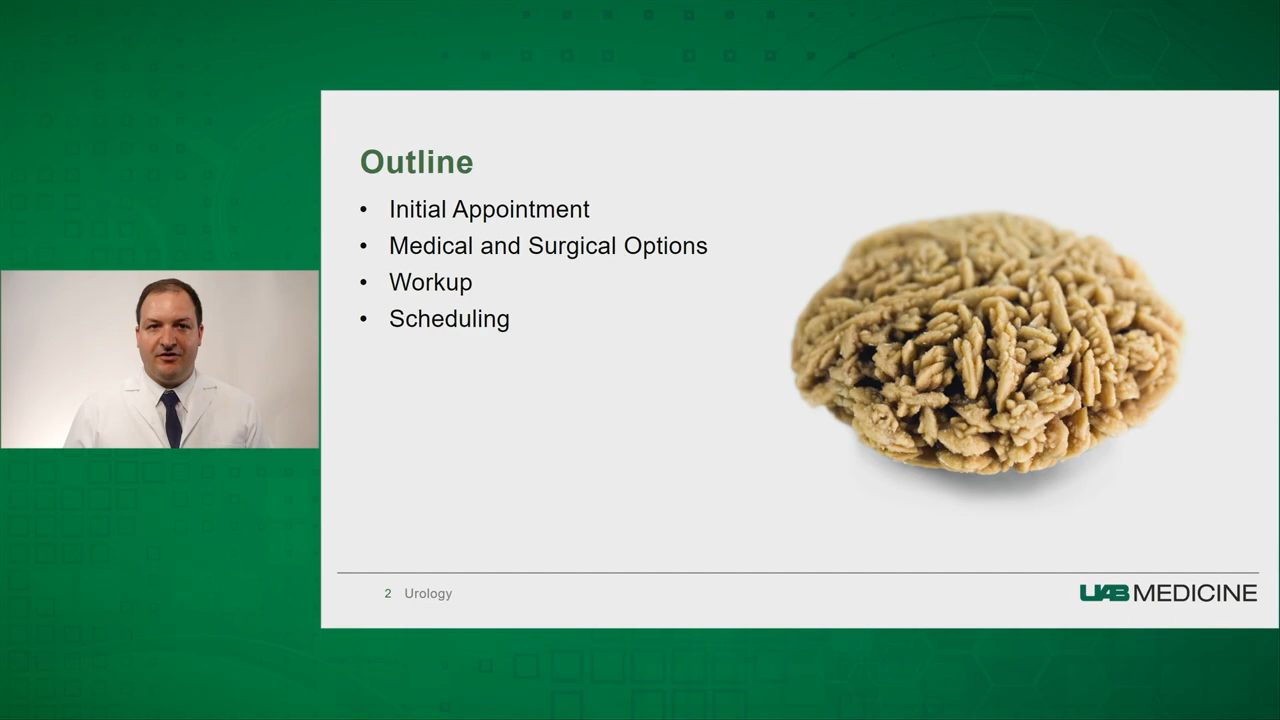 Outline
• Initial Appointment
• Medical and Surgical Options
• Workup
• Scheduling
2 Urology
UAB MEDICINE